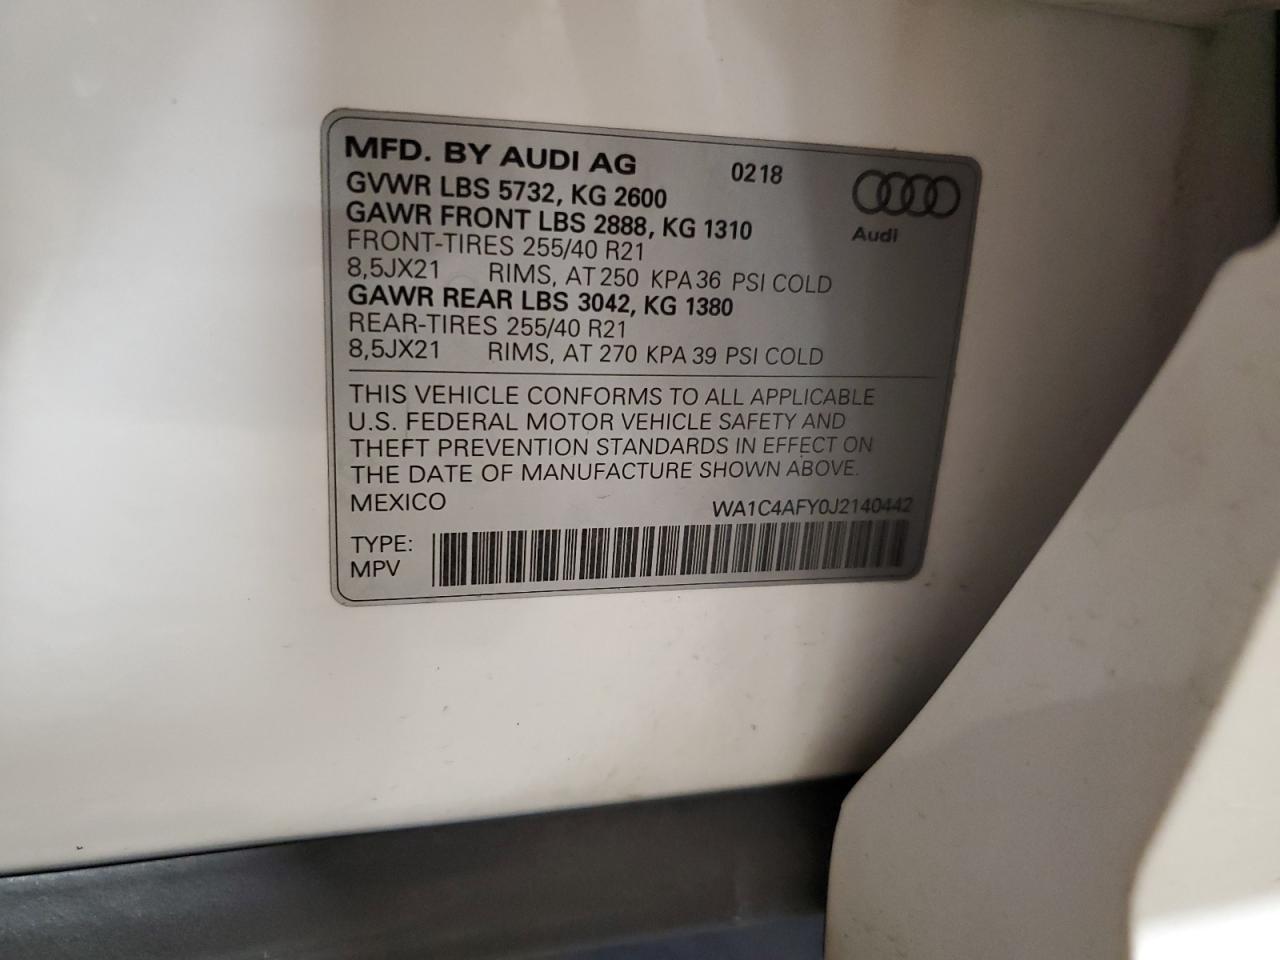 MFD. BY AUDI AG 0218
GVWR LBS 5732, KG 2600
GAWR FRONT LBS 2888, KG 1310
Audi
FRONT-TIRES 255/40 R21
8,5JX21 RIMS, AT 250 KPA 36 PSI COLD
GAWR REAR LBS 3042, KG 1380
REAR-TIRES 255/40 R21
8,5JX21 RIMS, AT 270 KPA 39 PSI COLD
THIS VEHICLE CONFORMS TO ALL APPLICABLE
U.S. FEDERAL MOTOR VEHICLE SAFETY AND
THEFT PREVENTION STANDARDS IN EFFECT ON
THE DATE OF MANUFACTURE SHOWN ABOVE.
MEXICO WA1C4AFY0J2140442
TYPE:
MPV